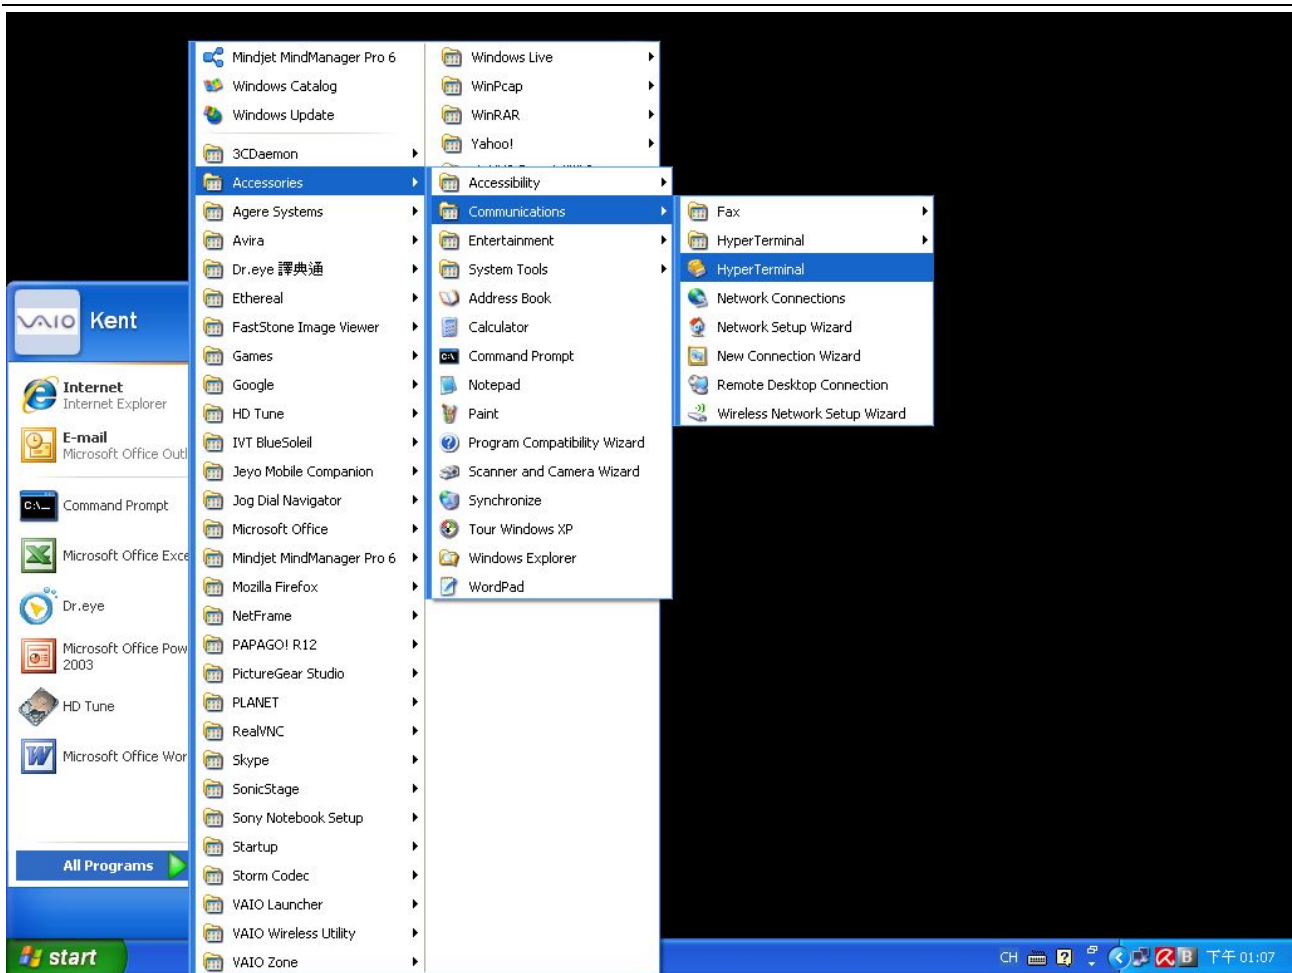 Mindjet MindManager Pro 6
Windows Catalog
Windows Update
3CDaemon
Accessories
Agere Systems
Avira
Dr.eye 譯典通
Ethereal
FastStone Image Viewer
Games
Google
HD Tune
IVT BlueSoleil
Jeyo Mobile Companion
Jog Dial Navigator
Microsoft Office
Mindjet MindManager Pro 6
Mozilla Firefox
NetFrame
PAPAGO! R12
PictureGear Studio
PLANET
RealVNC
Skype
SonicStage
Sony Notebook Setup
Startup
Storm Codec
VAIO Launcher
VAIO Wireless Utility
VAIO Zone
Windows Live
WinPcap
WinRAR
Yahoo!
Accessibility
Communications
Entertainment
System Tools
Address Book
Calculator
Command Prompt
Notepad
Paint
Program Compatibility Wizard
Scanner and Camera Wizard
Synchronize
Tour Windows XP
Windows Explorer
WordPad
Fax
HyperTerminal
HyperTerminal
Network Connections
Network Setup Wizard
New Connection Wizard
Remote Desktop Connection
Wireless Network Setup Wizard
VAIO Kent
Internet
Internet Explorer
E-mail
Microsoft Office Outl
C:\_ Command Prompt
Microsoft Office Exce
Dr.eye
Microsoft Office Pow
2003
HD Tune
Microsoft Office Wor
All Programs
start
CH
下午 01:07